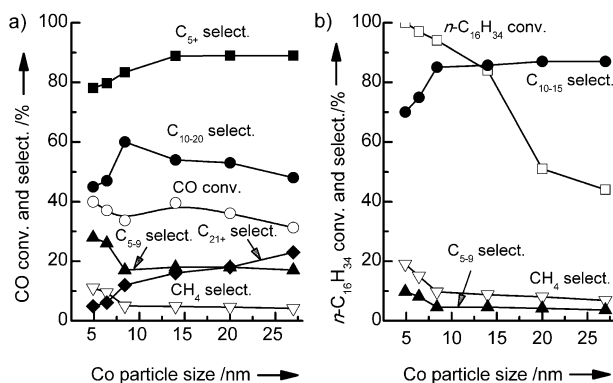 a)
CO conv. and select./%
100
80
60
40
20
0
C5+ select.
C10-20 select.
CO conv.
C5-9 select.
C21+ select.
CH4 select.
5 10 15 20 25
Co particle size /nm
b)
n-C16H34 conv. and select./%
100
80
60
40
20
0
n-C16H34 conv.
C10-15 select.
C5-9 select.
CH4 select.
5 10 15 20 25
Co particle size /nm